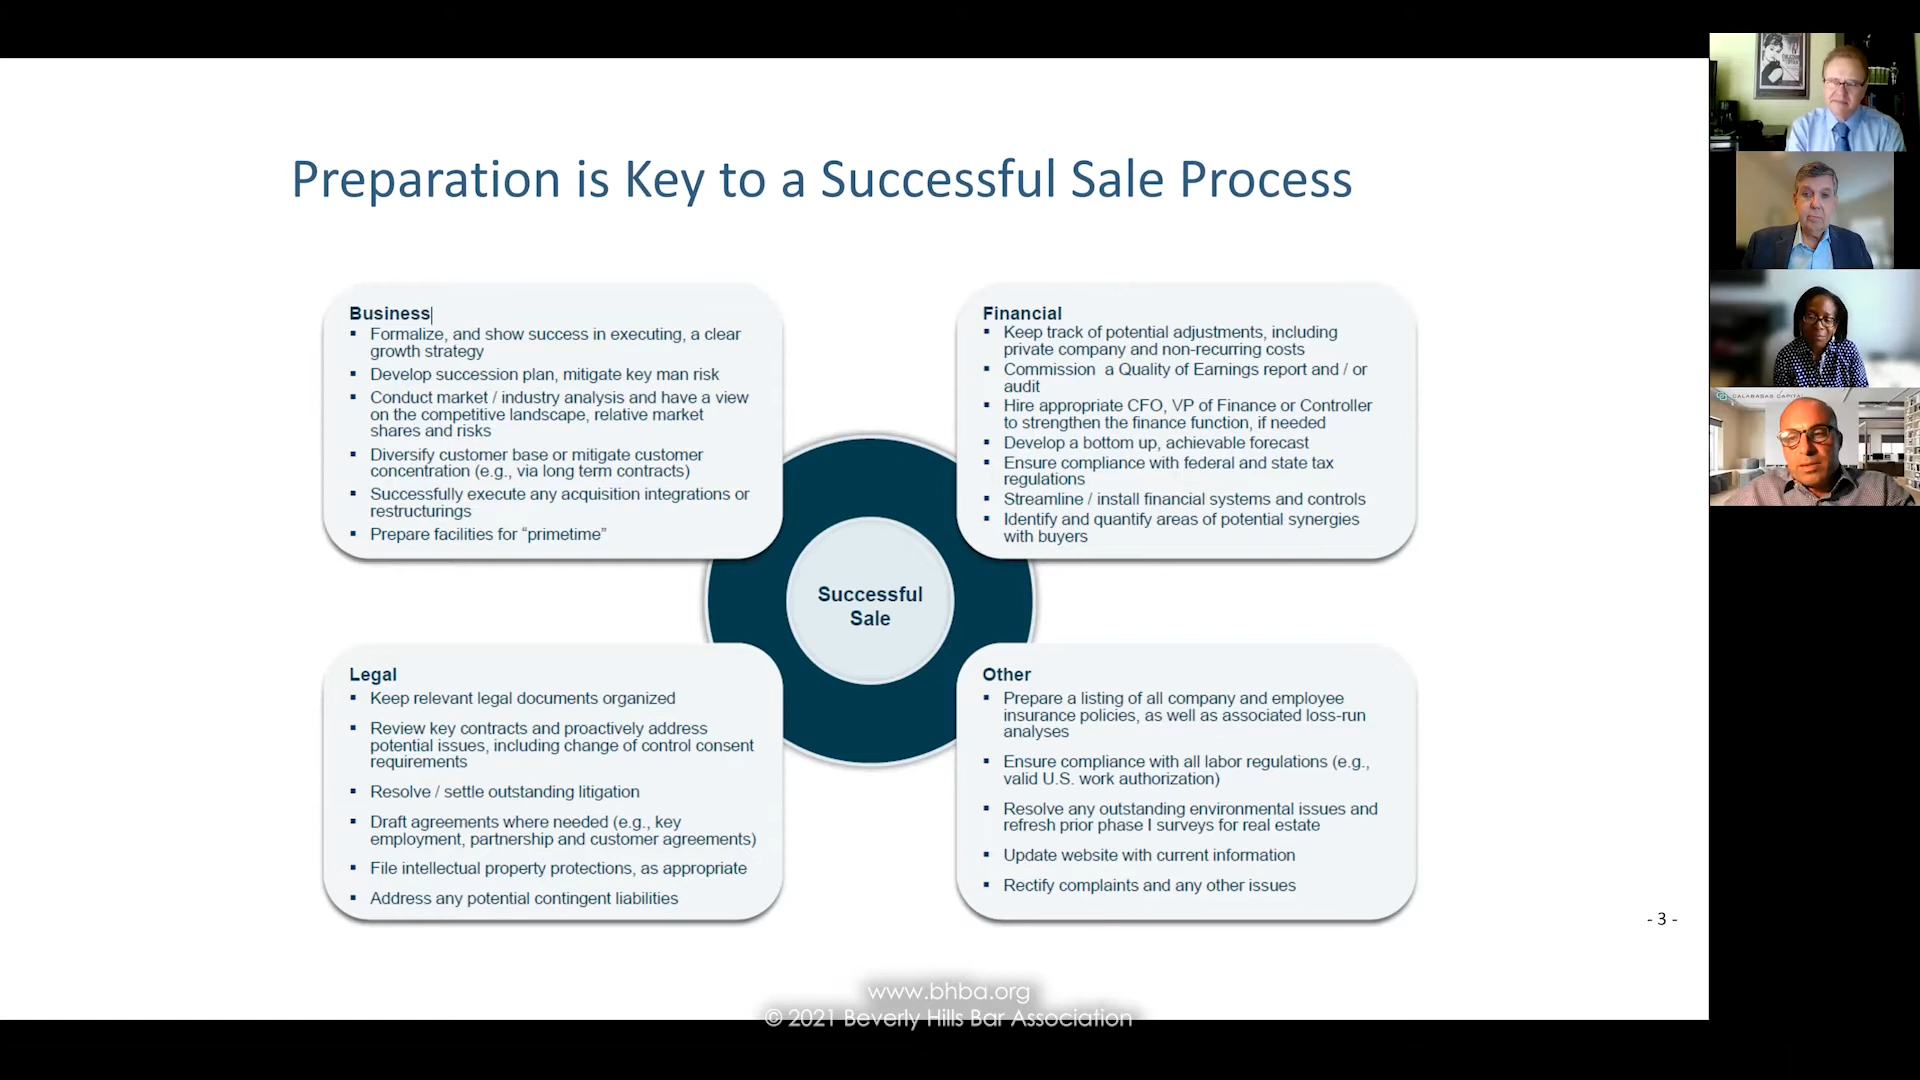 Preparation is Key to a Successful Sale Process
Business
▪ Formalize, and show success in executing, a clear
growth strategy
▪ Develop succession plan, mitigate key man risk
▪ Conduct market / industry analysis and have a view
on the competitive landscape, relative market
shares and risks
▪ Diversify customer base or mitigate customer
concentration (e.g., via long term contracts)
▪ Successfully execute any acquisition integrations or
restructurings
▪ Prepare facilities for “primetime”
Financial
▪ Keep track of potential adjustments, including
private company and non-recurring costs
▪ Commission a Quality of Earnings report and / or
audit
▪ Hire appropriate CFO, VP of Finance or Controller
to strengthen the finance function, if needed
▪ Develop a bottom up, achievable forecast
▪ Ensure compliance with federal and state tax
regulations
▪ Streamline / install financial systems and controls
▪ Identify and quantify areas of potential synergies
with buyers
Successful
Sale
Legal
▪ Keep relevant legal documents organized
▪ Review key contracts and proactively address
potential issues, including change of control consent
requirements
▪ Resolve / settle outstanding litigation
▪ Draft agreements where needed (e.g., key
employment, partnership and customer agreements)
▪ File intellectual property protections, as appropriate
▪ Address any potential contingent liabilities
Other
▪ Prepare a listing of all company and employee
insurance policies, as well as associated loss-run
analyses
▪ Ensure compliance with all labor regulations (e.g.,
valid U.S. work authorization)
▪ Resolve any outstanding environmental issues and
refresh prior phase I surveys for real estate
▪ Update website with current information
▪ Rectify complaints and any other issues
- 3 -
www.bhba.org
© 2021 Beverly Hills Bar Association
CALABASAS CAPITAL